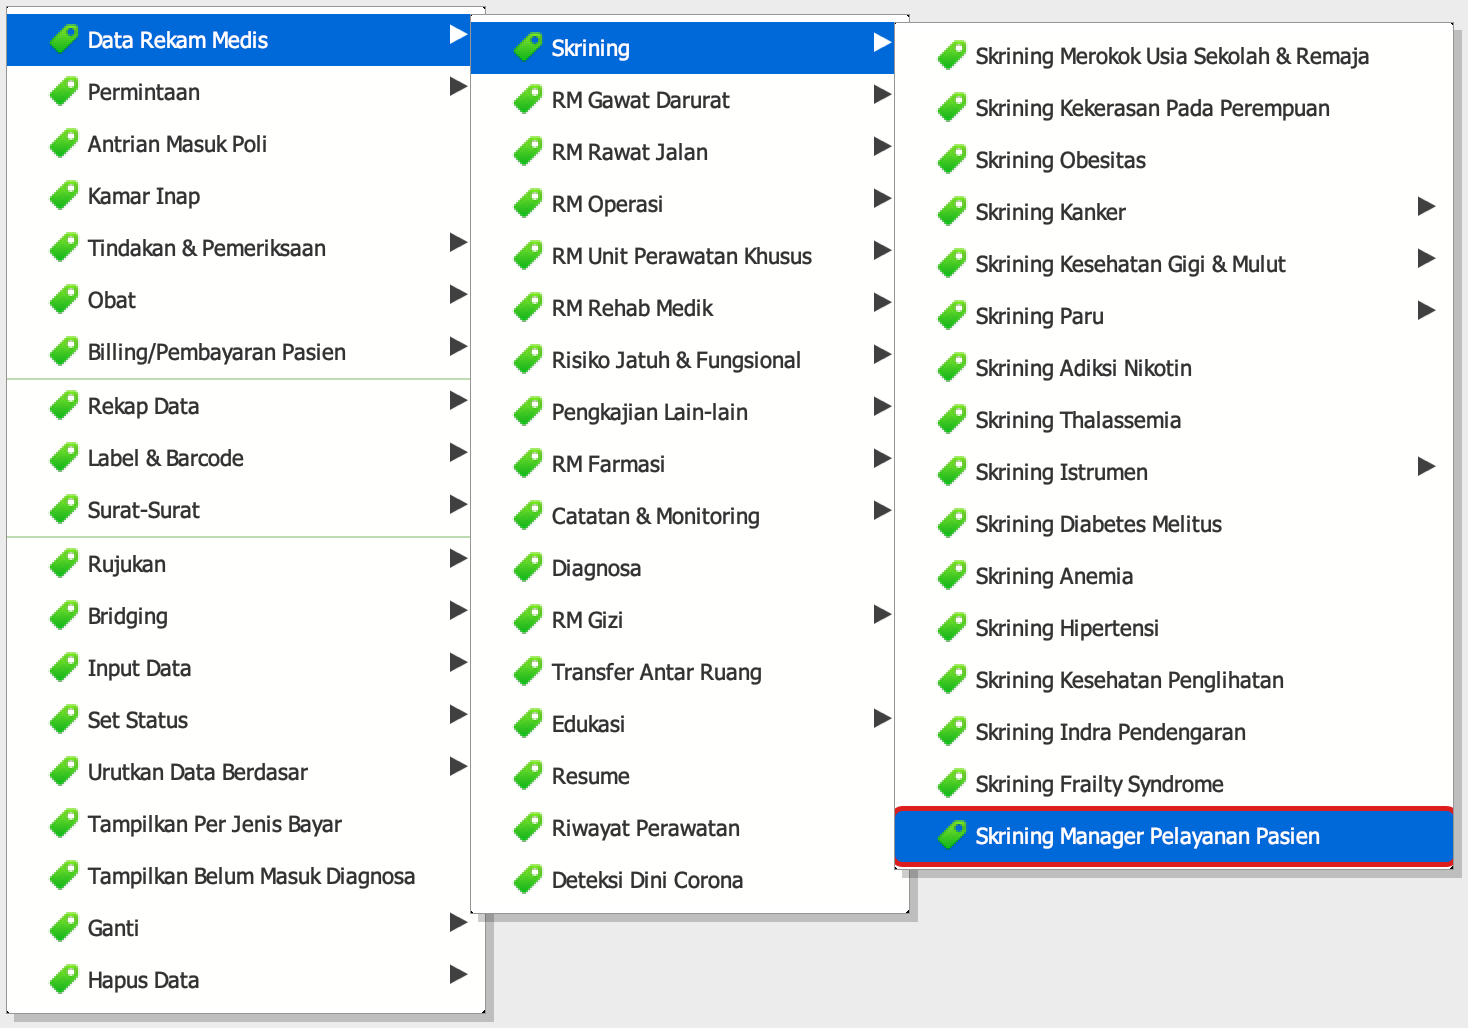 Data Rekam Medis
Permintaan
Antrian Masuk Poli
Kamar Inap
Tindakan & Pemeriksaan
Obat
Billing/Pembayaran Pasien
Rekap Data
Label & Barcode
Surat-Surat
Rujukan
Bridging
Input Data
Set Status
Urutkan Data Berdasar
Tampilkan Per Jenis Bayar
Tampilkan Belum Masuk Diagnosa
Ganti
Hapus Data
Skrining
RM Gawat Darurat
RM Rawat Jalan
RM Operasi
RM Unit Perawatan Khusus
RM Rehab Medik
Risiko Jatuh & Fungsional
Pengkajian Lain-lain
RM Farmasi
Catatan & Monitoring
Diagnosa
RM Gizi
Transfer Antar Ruang
Edukasi
Resume
Riwayat Perawatan
Deteksi Dini Corona
Skrining Merokok Usia Sekolah & Remaja
Skrining Kekerasan Pada Perempuan
Skrining Obesitas
Skrining Kanker
Skrining Kesehatan Gigi & Mulut
Skrining Paru
Skrining Adiksi Nikotin
Skrining Thalassemia
Skrining Istrumen
Skrining Diabetes Melitus
Skrining Anemia
Skrining Hipertensi
Skrining Kesehatan Penglihatan
Skrining Indra Pendengaran
Skrining Frailty Syndrome
Skrining Manager Pelayanan Pasien